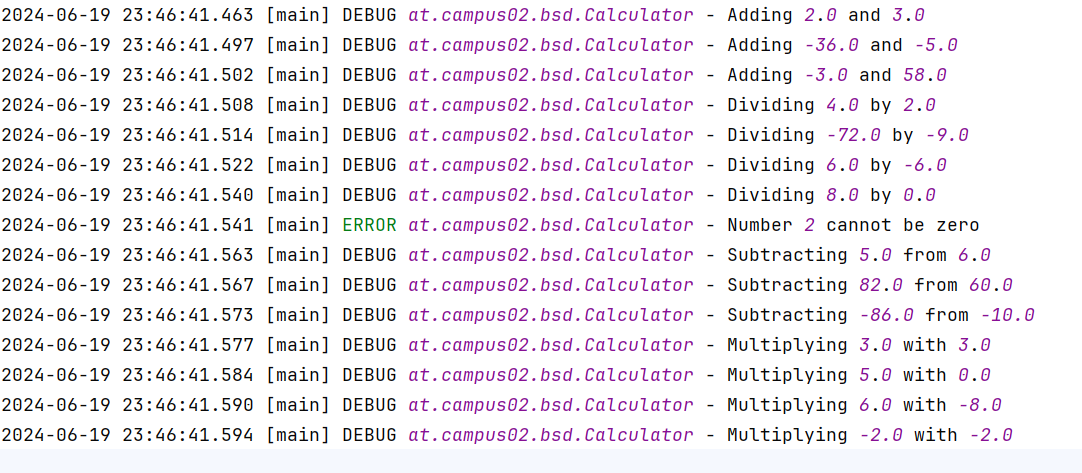 2024-06-19 23:46:41.463 [main] DEBUG at.campus02.bsd.Calculator - Adding 2.0 and 3.0
2024-06-19 23:46:41.497 [main] DEBUG at.campus02.bsd.Calculator - Adding -36.0 and -5.0
2024-06-19 23:46:41.502 [main] DEBUG at.campus02.bsd.Calculator - Adding -3.0 and 58.0
2024-06-19 23:46:41.508 [main] DEBUG at.campus02.bsd.Calculator - Dividing 4.0 by 2.0
2024-06-19 23:46:41.514 [main] DEBUG at.campus02.bsd.Calculator - Dividing -72.0 by -9.0
2024-06-19 23:46:41.522 [main] DEBUG at.campus02.bsd.Calculator - Dividing 6.0 by -6.0
2024-06-19 23:46:41.540 [main] DEBUG at.campus02.bsd.Calculator - Dividing 8.0 by 0.0
2024-06-19 23:46:41.541 [main] ERROR at.campus02.bsd.Calculator - Number 2 cannot be zero
2024-06-19 23:46:41.563 [main] DEBUG at.campus02.bsd.Calculator - Subtracting 5.0 from 6.0
2024-06-19 23:46:41.567 [main] DEBUG at.campus02.bsd.Calculator - Subtracting 82.0 from 60.0
2024-06-19 23:46:41.573 [main] DEBUG at.campus02.bsd.Calculator - Subtracting -86.0 from -10.0
2024-06-19 23:46:41.577 [main] DEBUG at.campus02.bsd.Calculator - Multiplying 3.0 with 3.0
2024-06-19 23:46:41.584 [main] DEBUG at.campus02.bsd.Calculator - Multiplying 5.0 with 0.0
2024-06-19 23:46:41.590 [main] DEBUG at.campus02.bsd.Calculator - Multiplying 6.0 with -8.0
2024-06-19 23:46:41.594 [main] DEBUG at.campus02.bsd.Calculator - Multiplying -2.0 with -2.0